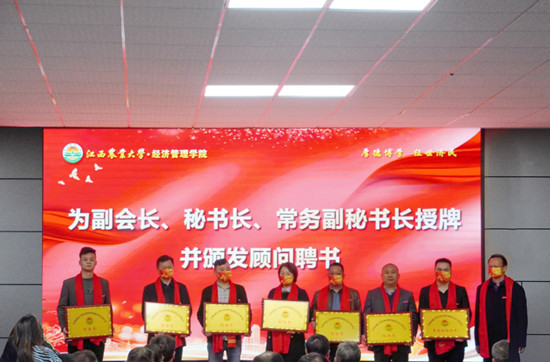 江西农业大学·经济管理学院
厚德博学 经世济民
为副会长、秘书长、常务副秘书长授牌
并颁发顾问聘书